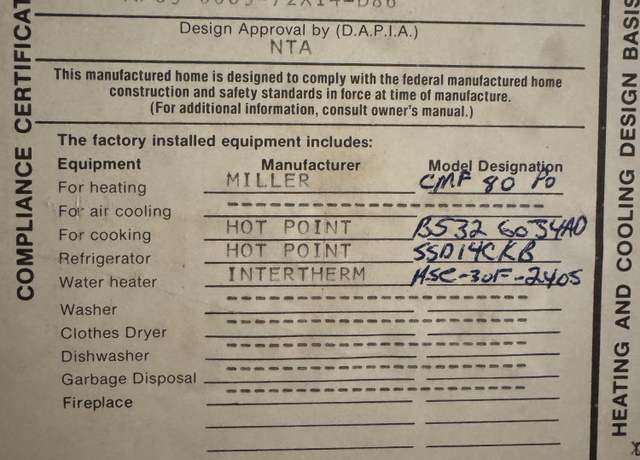 COMPLIANCE CERTIFICAT
Design Approval by (D.A.P.I.A.)
NTA
This manufactured home is designed to comply with the federal manufactured home
construction and safety standards in force at time of manufacture.
(For additional information, consult owner's manual.)
The factory installed equipment includes:
Equipment Manufacturer Model Designation
For heating MILLER CMF 80 PO
For air cooling
For cooking HOT POINT
Refrigerator HOT POINT SSD14CKB
Water heater INTERTHERM HSC-30F-2405
Washer
Clothes Dryer
Dishwasher
Garbage Disposal
Fireplace
HEATING AND COOLING DESIGN BASIS